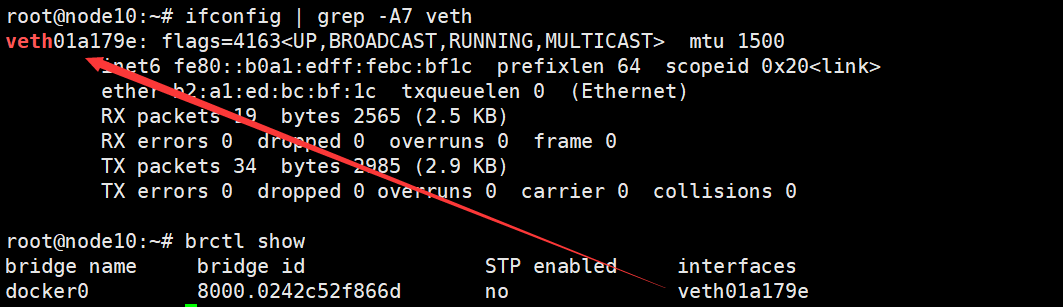 root@node10:~# ifconfig | grep -A7 veth
veth01a179e: flags=4163<UP,BROADCAST,RUNNING,MULTICAST>  mtu 1500
        inet6 fe80::b0a1:edff:febc:bf1c  prefixlen 64  scopeid 0x20<link>
        ether b2:a1:ed:bc:bf:1c  txqueuelen 0  (Ethernet)
        RX packets 19  bytes 2565 (2.5 KB)
        RX errors 0  dropped 0  overruns 0  frame 0
        TX packets 34  bytes 2985 (2.9 KB)
        TX errors 0  dropped 0 overruns 0  carrier 0  collisions 0
root@node10:~# brctl show
bridge name     bridge id               STP enabled     interfaces
docker0         8000.0242c52f866d       no              veth01a179e